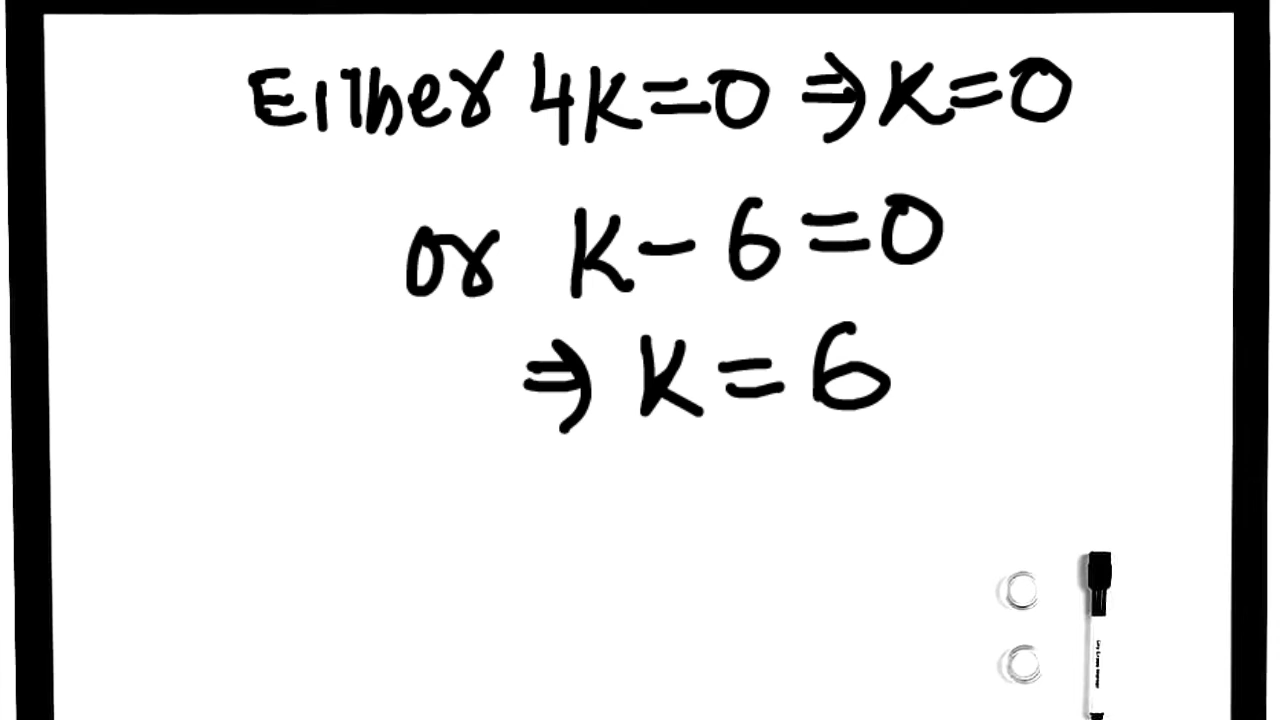 Either 4K=0 ⇒ K=0
or K-6=0
⇒ K=6